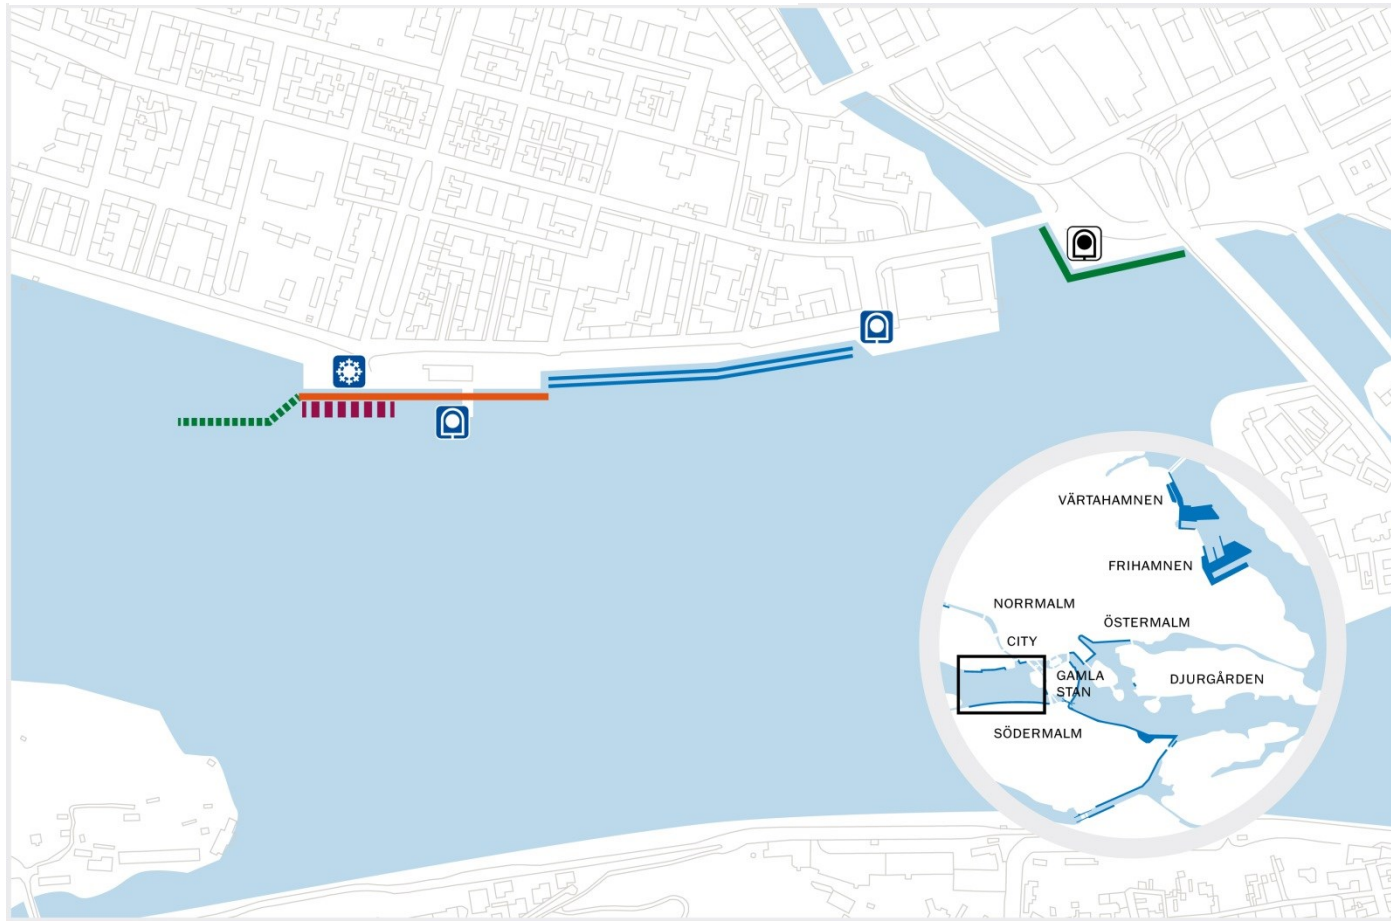 VÄRTAHAMNEN
FRIHAMNEN
NORRMALM
ÖSTERMALM
CITY
GAMLA
STAN
DJURGÅRDEN
SÖDERMALM